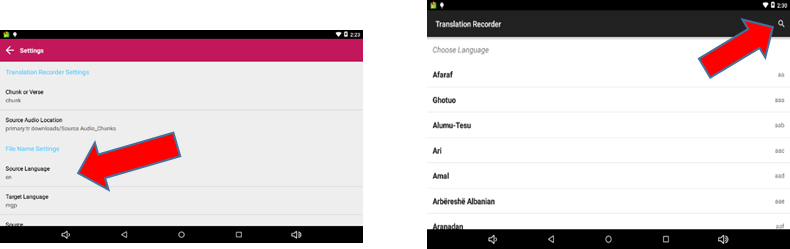 2:23
Settings
Translation Recorder Settings
Chunk or Verse
chunk
Source Audio Location
primary:tr downloads/Source Audio_Chunks
File Name Settings
Source Language
en
Target Language
mgp
Source
2:30
Translation Recorder
Choose Language
Afaraf aa
Ghotuo aaa
Alumu-Tesu aab
Ari aac
Amal aad
Arbëreshë Albanian aae
Aranadan aaf